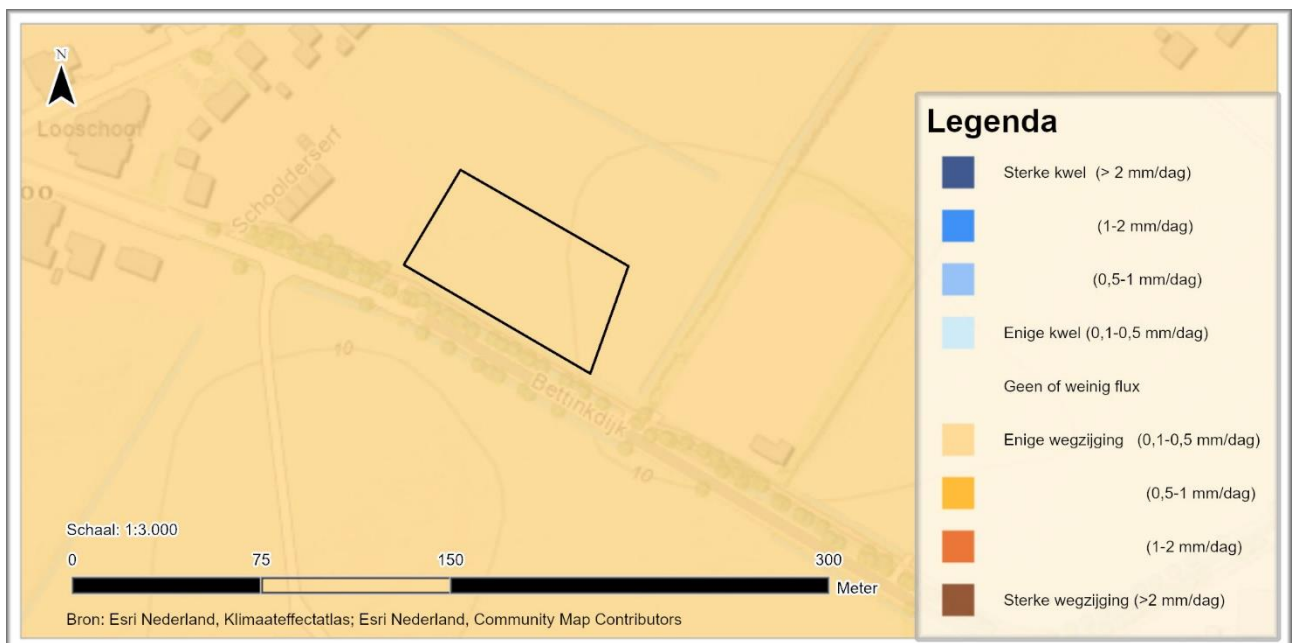 N
Looschoof
oo
Schoolderserf
10
Bettinkdijk
10
Schaal: 1:3.000
0 75 150 300
Meter
Bron: Esri Nederland, Klimaateffectatlas; Esri Nederland, Community Map Contributors
Legenda
Sterke kwel (> 2 mm/dag)
(1-2 mm/dag)
(0,5-1 mm/dag)
Enige kwel (0,1-0,5 mm/dag)
Geen of weinig flux
Enige wegzijging (0,1-0,5 mm/dag)
(0,5-1 mm/dag)
(1-2 mm/dag)
Sterke wegzijging (>2 mm/dag)